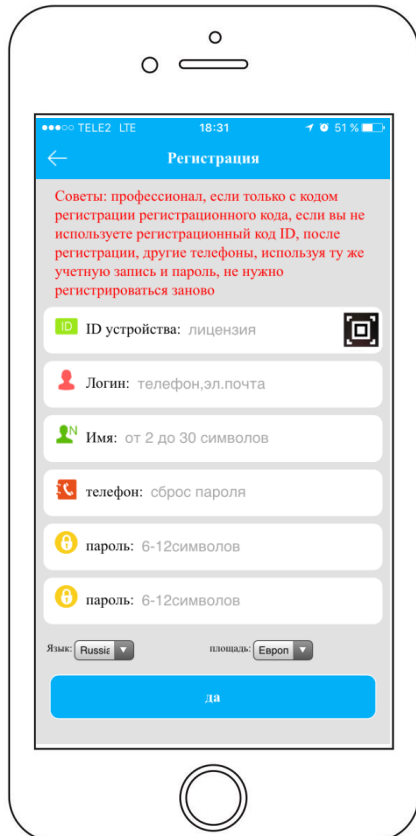 TELE2 LTE 18:31 51 %
Регистрация
Советы: профессионал, если только с кодом
регистрации регистрационного кода, если вы не
используете регистрационный код ID, после
регистрации, другие телефоны, используя ту же
учетную запись и пароль, не нужно
регистрироваться заново
ID ID устройства: лицензия
Логин: телефон,эл.почта
N Имя: от 2 до 30 символов
телефон: сброс пароля
пароль: 6-12символов
пароль: 6-12символов
Язык: Russia площадь: Европ
да